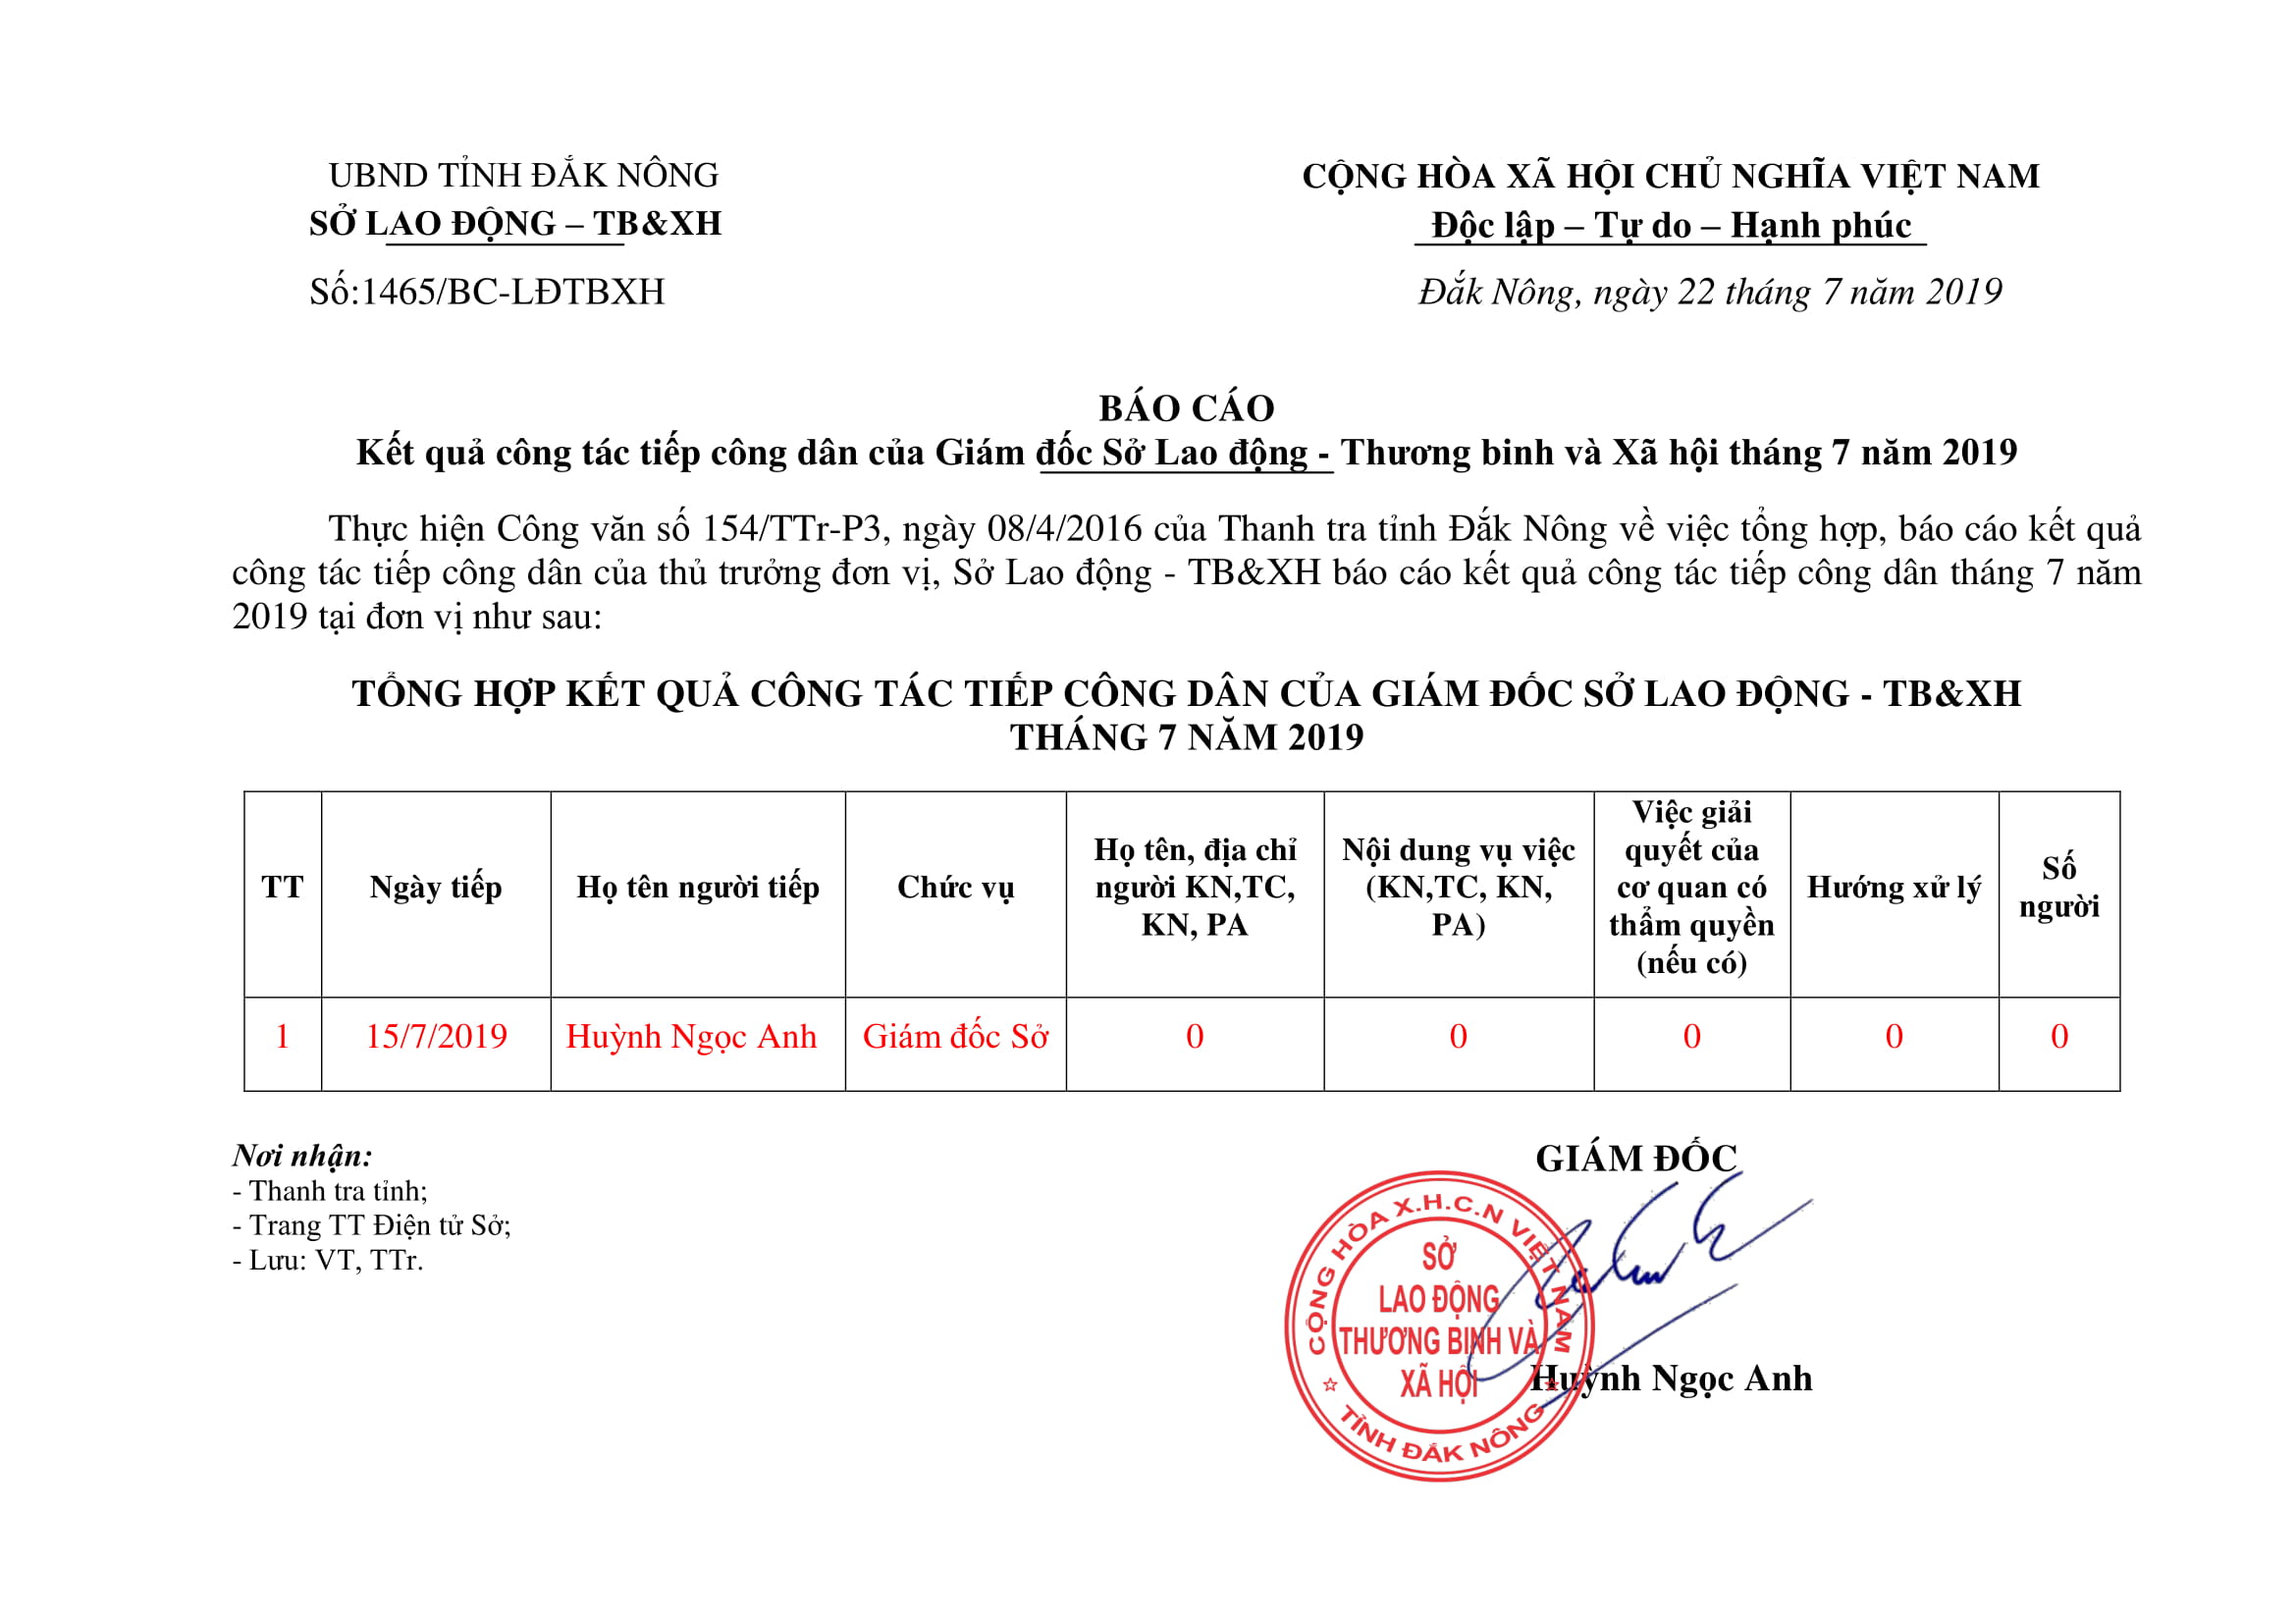 UBND TỈNH ĐẮK NÔNG
SỞ LAO ĐỘNG – TB&XH
Số:1465/BC-LĐTBXH
CỘNG HÒA XÃ HỘI CHỦ NGHĨA VIỆT NAM
Độc lập – Tự do – Hạnh phúc
Đắk Nông, ngày 22 tháng 7 năm 2019
BÁO CÁO
Kết quả công tác tiếp công dân của Giám đốc Sở Lao động - Thương binh và Xã hội tháng 7 năm 2019
Thực hiện Công văn số 154/TTr-P3, ngày 08/4/2016 của Thanh tra tỉnh Đắk Nông về việc tổng hợp, báo cáo kết quả
công tác tiếp công dân của thủ trưởng đơn vị, Sở Lao động - TB&XH báo cáo kết quả công tác tiếp công dân tháng 7 năm
2019 tại đơn vị như sau:
TỔNG HỢP KẾT QUẢ CÔNG TÁC TIẾP CÔNG DÂN CỦA GIÁM ĐỐC SỞ LAO ĐỘNG - TB&XH
THÁNG 7 NĂM 2019
TT
Ngày tiếp
Họ tên người tiếp
Chức vụ
Họ tên, địa chỉ
người KN,TC,
KN, PA
Nội dung vụ việc
(KN,TC, KN,
PA)
Việc giải
quyết của
cơ quan có
thẩm quyền
(nếu có)
Hướng xử lý
Số
người
1 15/7/2019 Huỳnh Ngọc Anh Giám đốc Sở 0 0 0 0 0
Nơi nhận:
- Thanh tra tỉnh;
- Trang TT Điện tử Sở;
- Lưu: VT, TTr.
GIÁM ĐỐC
CỘNG HÒA X.H.C.N VIỆT NAM
SỞ
LAO ĐỘNG
THƯƠNG BINH VÀ
XÃ HỘI
TỈNH ĐẮK NÔNG
Huỳnh Ngọc Anh